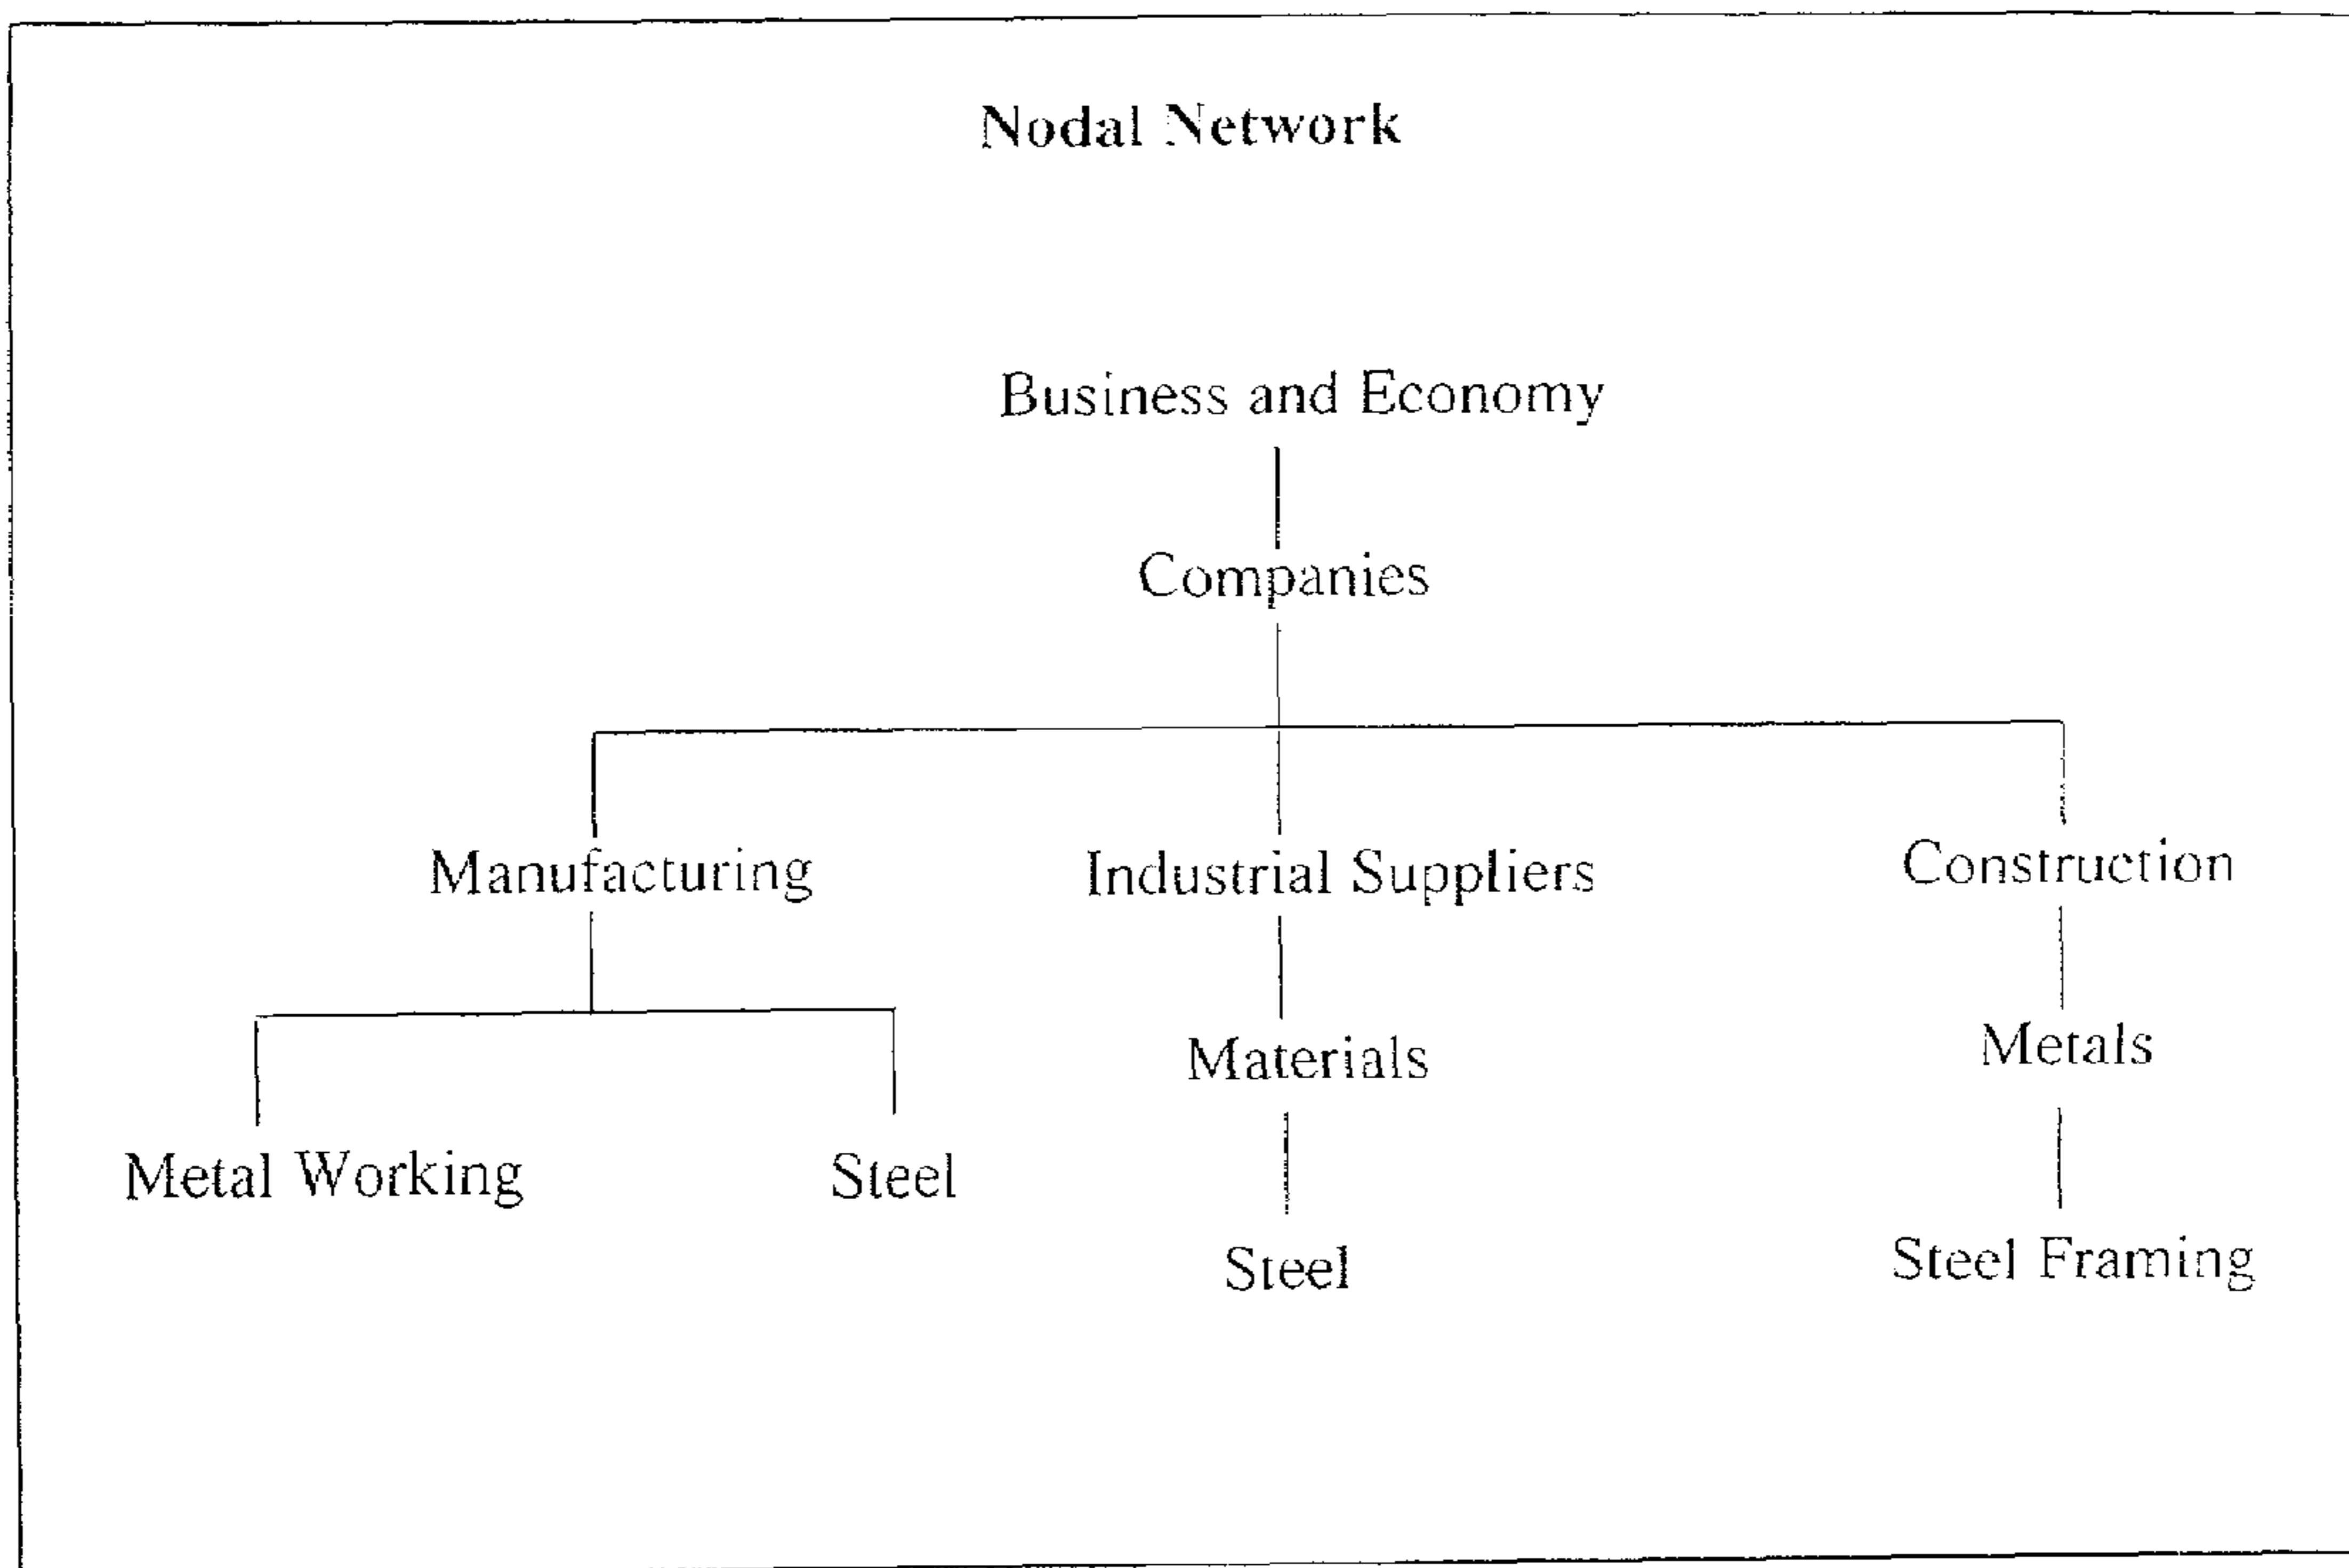 Nodal Network
Business and Economy
Companies
Manufacturing
Industrial Suppliers
Construction
Materials
Metals
Metal Working
Steel
Steel
Steel Framing